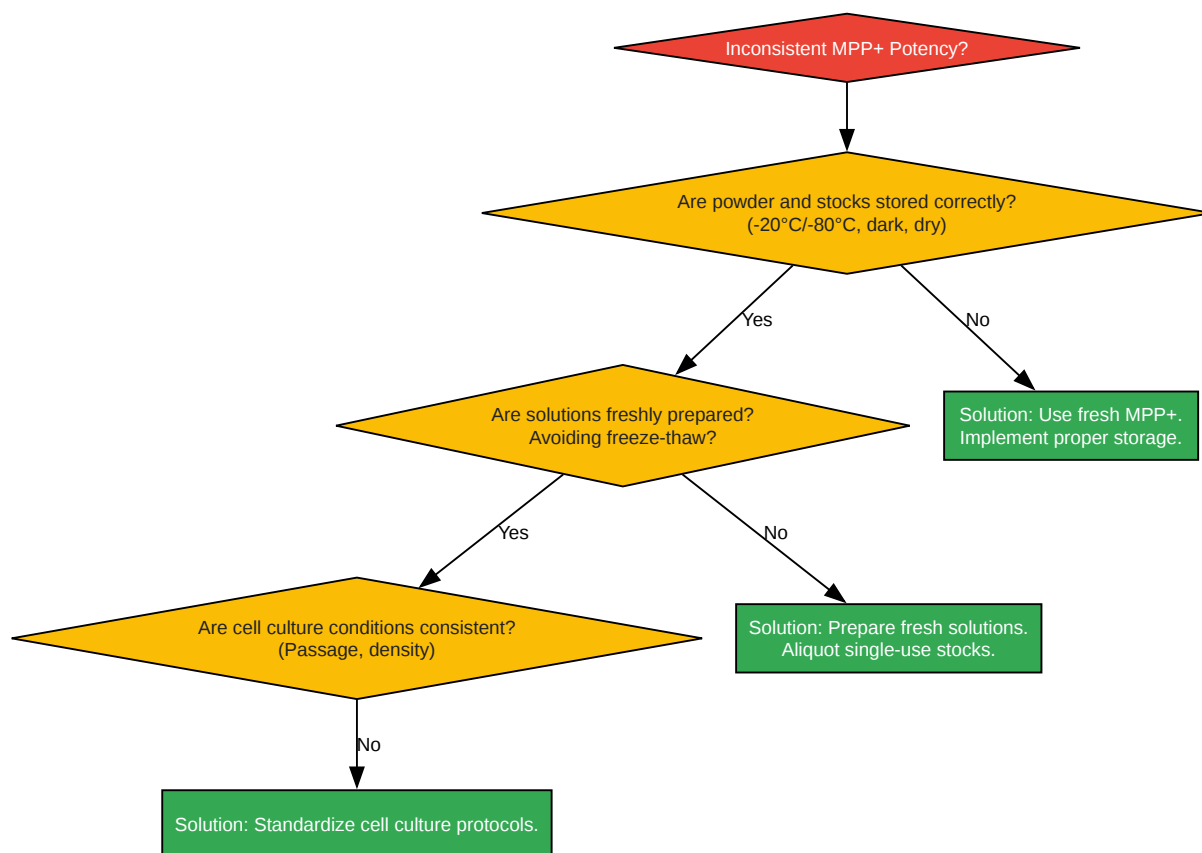 Inconsistent MPP+ Potency?
Are powder and stocks stored correctly?
(-20°C/-80°C, dark, dry)
Yes
No
Are solutions freshly prepared?
Avoiding freeze-thaw?
Solution: Use fresh MPP+.
Implement proper storage.
Yes
No
Are cell culture conditions consistent?
(Passage, density)
Solution: Prepare fresh solutions.
Aliquot single-use stocks.
No
Solution: Standardize cell culture protocols.